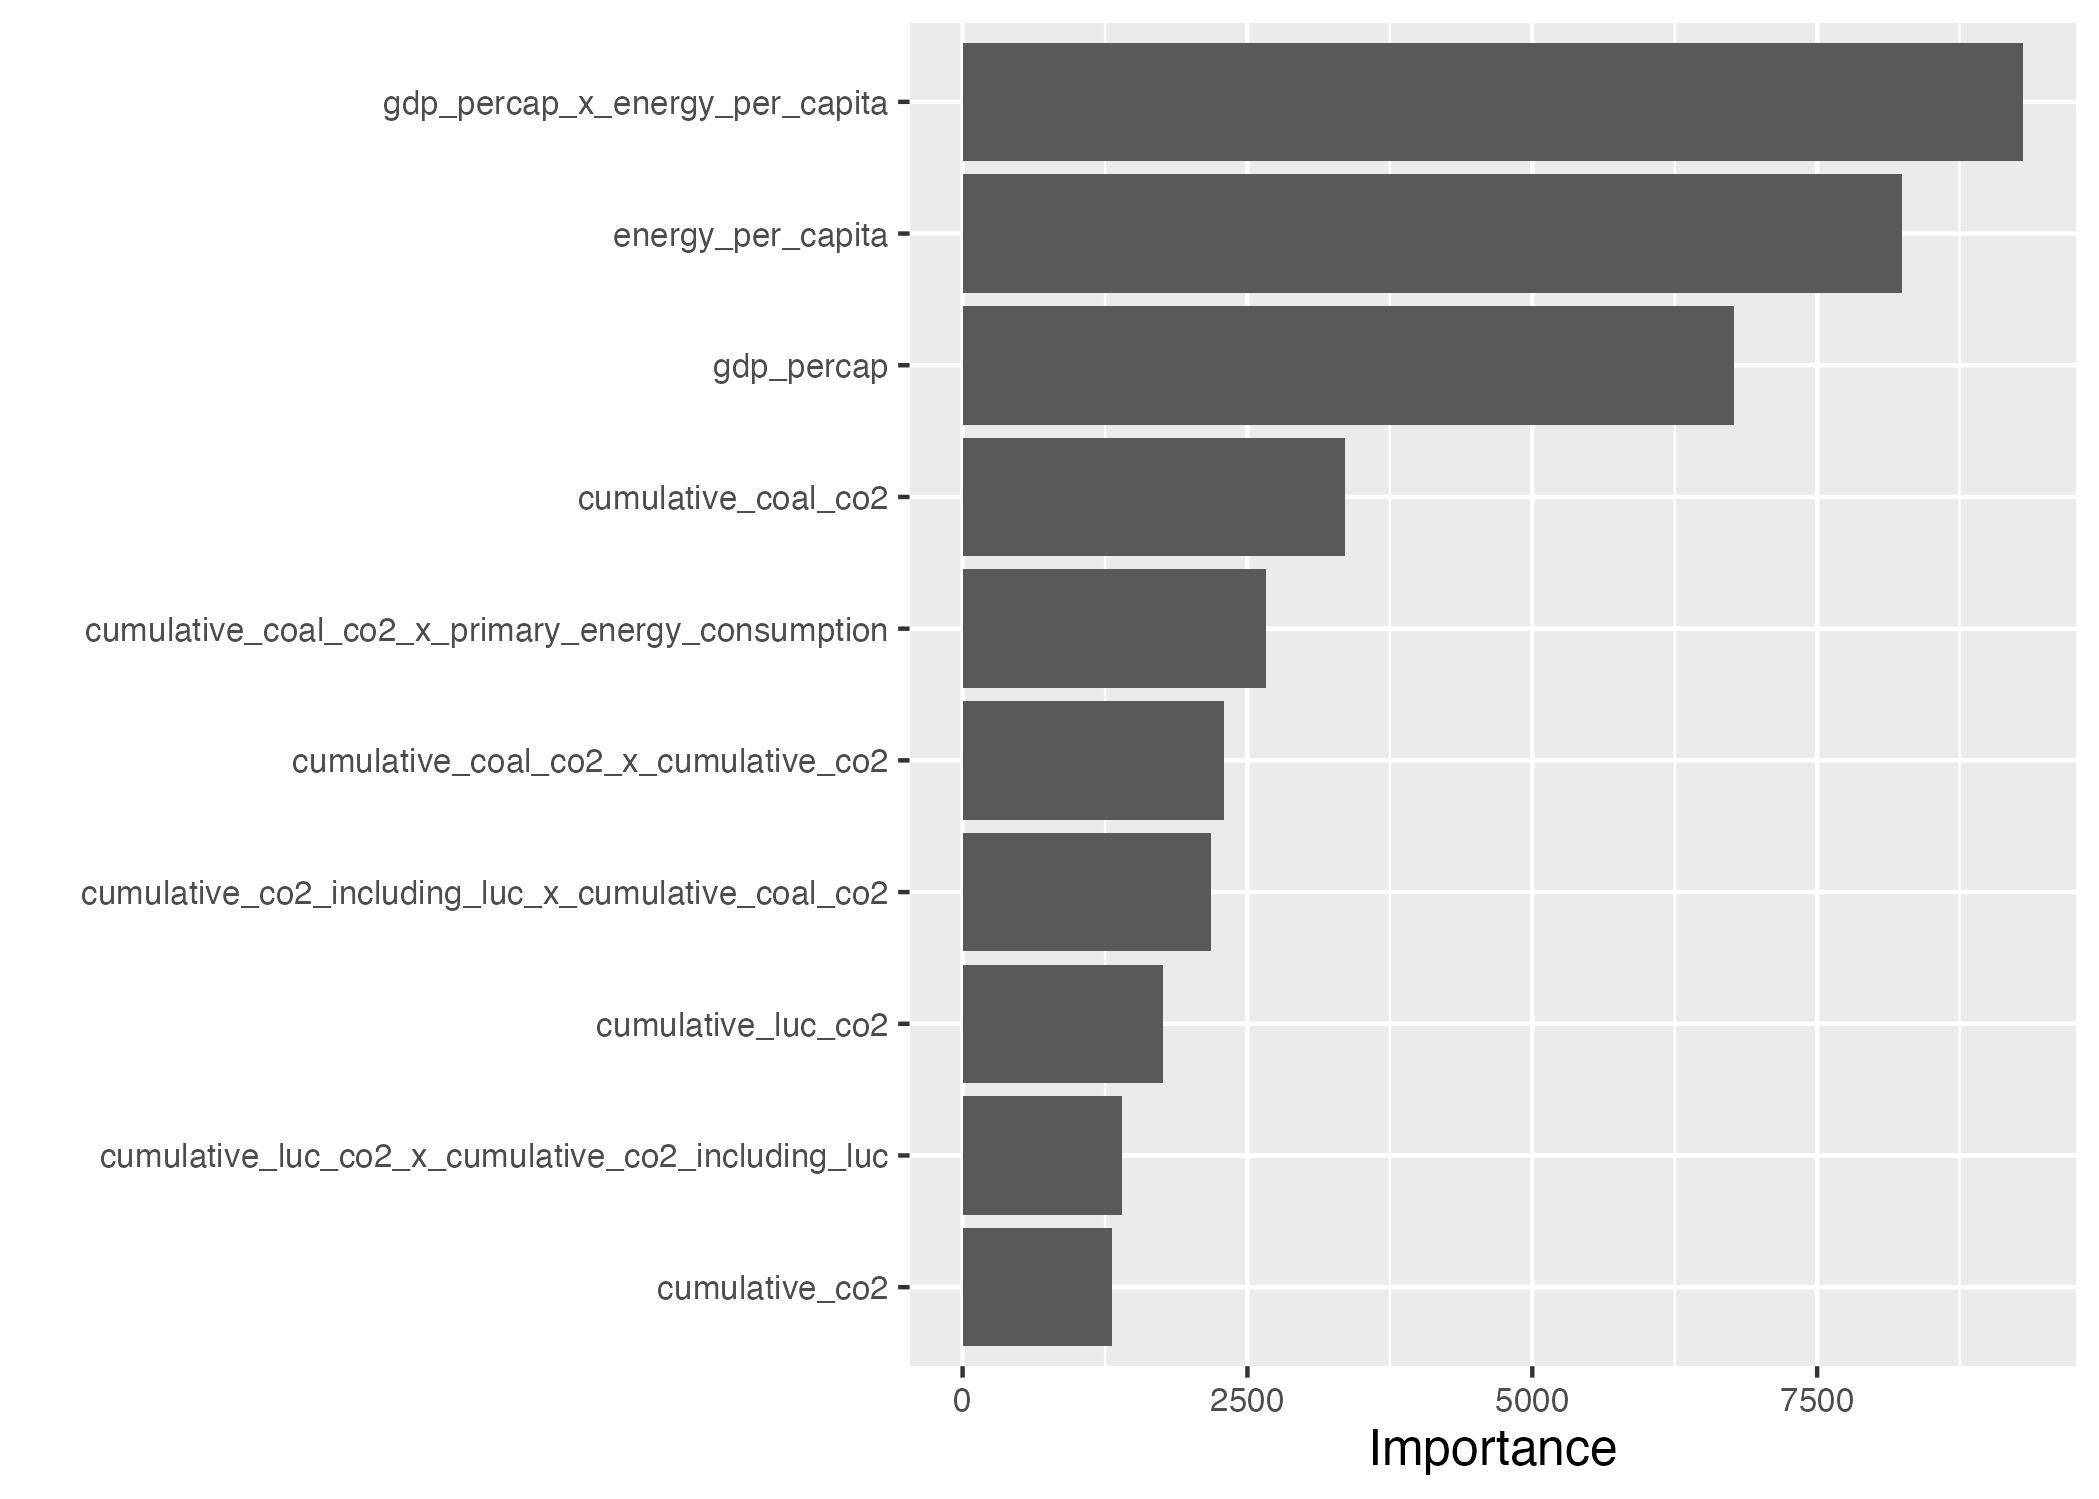 gdp_percap_x_energy_per_capita
energy_per_capita
gdp_percap
cumulative_coal_co2
cumulative_coal_co2_x_primary_energy_consumption
cumulative_coal_co2_x_cumulative_co2
cumulative_co2_including_luc_x_cumulative_coal_co2
cumulative_luc_co2
cumulative_luc_co2_x_cumulative_co2_including_luc
cumulative_co2
0 2500 5000 7500
Importance